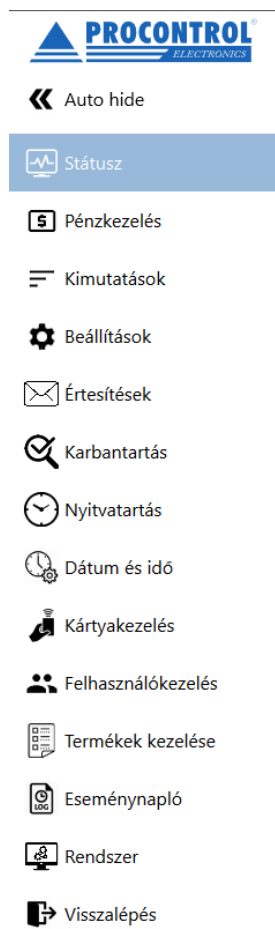 PROCONTROL®
ELECTRONICS
Auto hide
Státusz
$ Pénzkezelés
Kimutatások
Beállítások
Értesítések
Karbantartás
Nyitvatartás
Dátum és idő
Kártyakezelés
Felhasználókezelés
Termékek kezelése
LOG Eseménynapló
Rendszer
Visszalépés